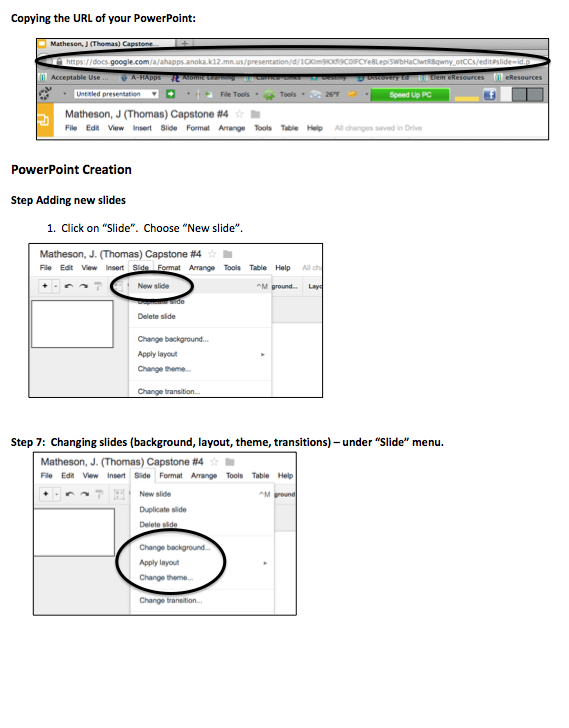 Copying the URL of your PowerPoint:
Matheson, J (Thomas) Capstone...
https://docs.google.com/a/ahapps.anoka.k12.mn.us/presentation/d/
Acceptable Use ... A-HApps Atomic Learning Destiny Discovery Ed Elem eResources eResources
Untitled presentation File Tools Tools 26°F Speed Up PC
Matheson, J (Thomas) Capstone #4
File Edit View Insert Slide Format Arrange Tools Table Help All changes saved in Drive
PowerPoint Creation
Step Adding new slides
1. Click on “Slide”. Choose “New slide”.
Matheson, J. (Thomas) Capstone #4
File Edit View Insert Slide Format Arrange Tools Table Help All ch
New slide ^M ground... Layo
Duplicate slide
Delete slide
Change background...
Apply layout
Change theme...
Change transition...
Step 7: Changing slides (background, layout, theme, transitions) – under “Slide” menu.
Matheson, J. (Thomas) Capstone #4
File Edit View Insert Slide Format Arrange Tools Table Help
New slide ^M ground
Duplicate slide
Delete slide
Change background...
Apply layout
Change theme...
Change transition...